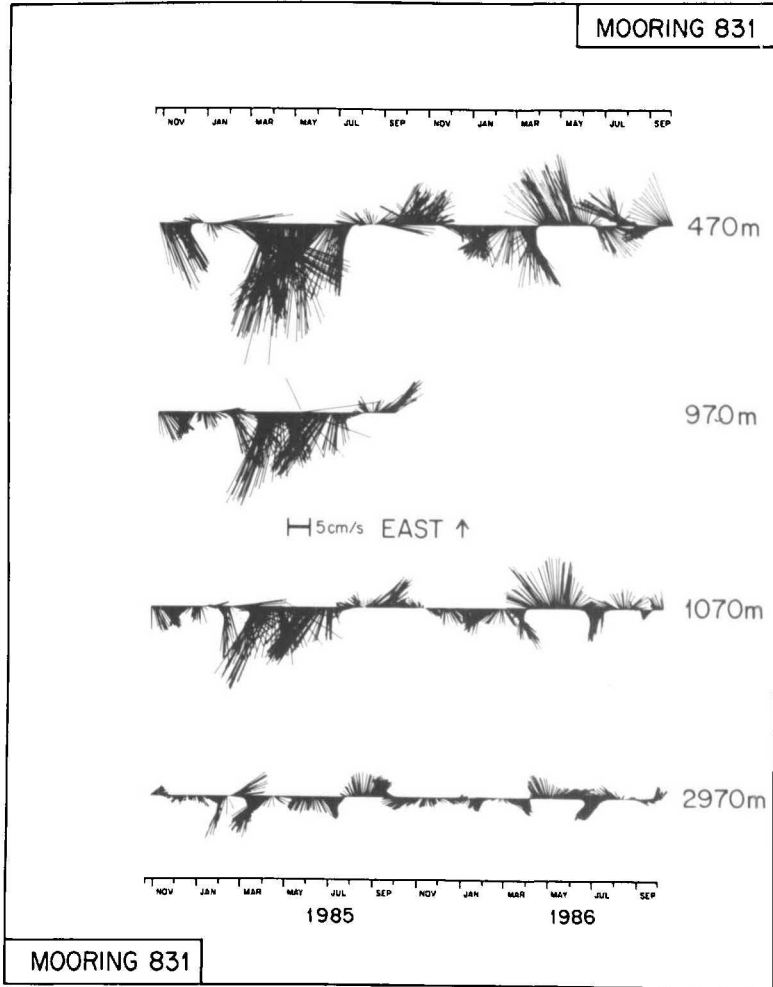 MOORING 831
NOV JAN MAR MAY JUL SEP NOV JAN MAR MAY JUL SEP
470m
970m
5cm/s EAST ↑
1070m
2970m
NOV JAN MAR MAY JUL SEP NOV JAN MAR MAY JUL SEP
1985 1986
MOORING 831